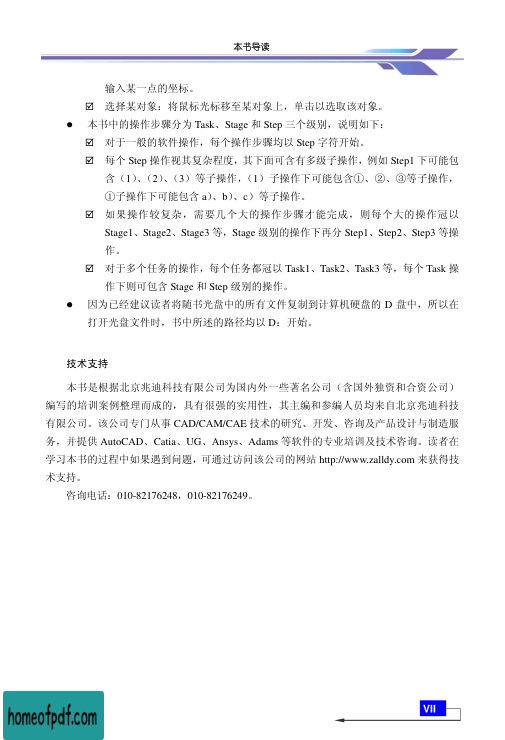 本书导读
输入某一点的坐标。
☑ 选择某对象：将鼠标光标移至某对象上，单击以选取该对象。
● 本书中的操作步骤分为 Task、Stage 和 Step 三个级别，说明如下：
☑ 对于一般的软件操作，每个操作步骤均以 Step 字符开始。
☑ 每个 Step 操作视其复杂程度，其下面可含有多级子操作，例如 Step1 下可能包
含（1）、（2）、（3）等子操作，（1）子操作下可能包含①、②、③等子操作，
①子操作下可能包含 a）、b）、c）等子操作。
☑ 如果操作较复杂，需要几个大的操作步骤才能完成，则每个大的操作冠以
Stage1、Stage2、Stage3 等，Stage 级别的操作下再分 Step1、Step2、Step3 等操
作。
☑ 对于多个任务的操作，每个任务都冠以 Task1、Task2、Task3 等，每个 Task 操
作下则可包含 Stage 和 Step 级别的操作。
● 因为已经建议读者将随书光盘中的所有文件复制到计算机硬盘的 D 盘中，所以在
打开光盘文件时，书中所述的路径均以 D：开始。
技术支持
本书是根据北京兆迪科技有限公司为国内外一些著名公司（含国外独资和合资公司）
编写的培训案例整理而成的，具有很强的实用性，其主编和参编人员均来自北京兆迪科技
有限公司。该公司专门从事 CAD/CAM/CAE 技术的研究、开发、咨询及产品设计与制造服
务，并提供 AutoCAD、Catia、UG、Ansys、Adams 等软件的专业培训及技术咨询。读者在
学习本书的过程中如果遇到问题，可通过访问该公司的网站 http://www.zalldy.com 来获得技
术支持。
咨询电话：010-82176248，010-82176249。
VII
homeofpdf.com